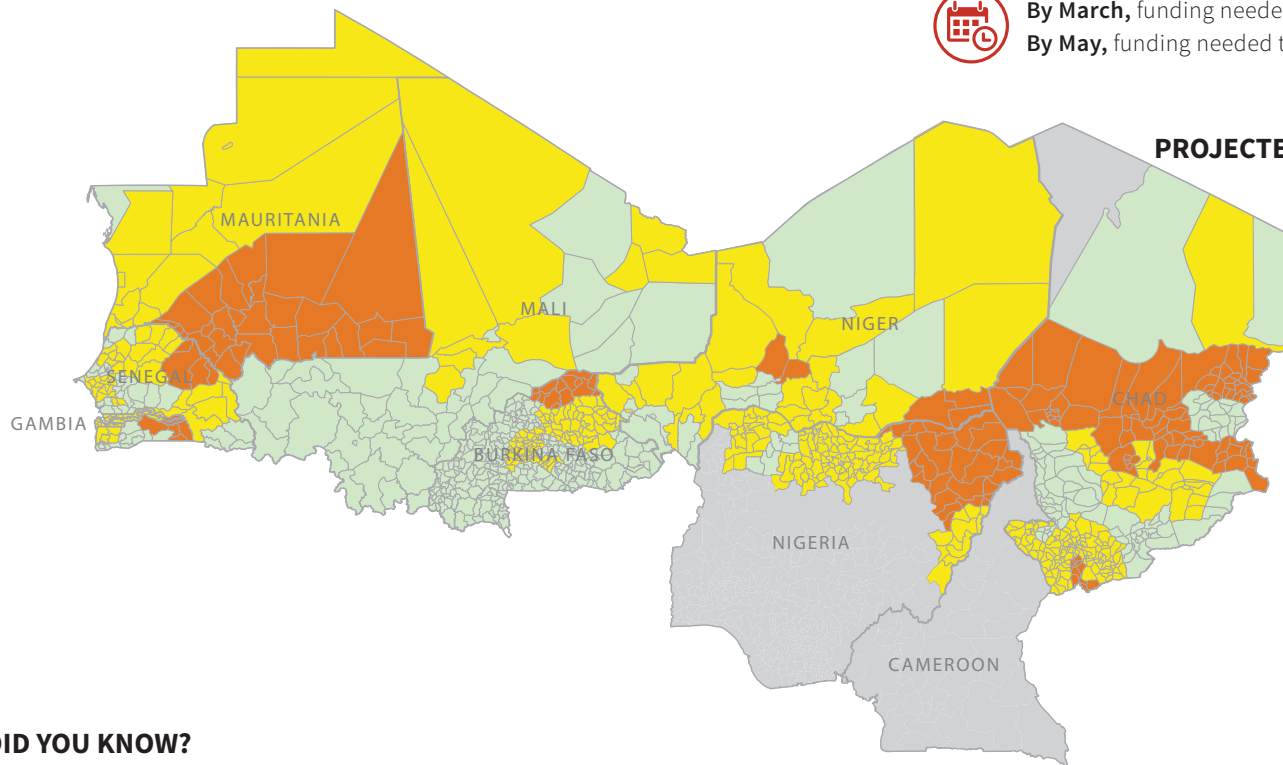 By March, funding neede
By May, funding needed t
PROJECTE
MAURITANIA
MALI
NIGER
SENEGAL
CHAD
GAMBIA
BURKINA FASO
NIGERIA
CAMEROON
DID YOU KNOW?